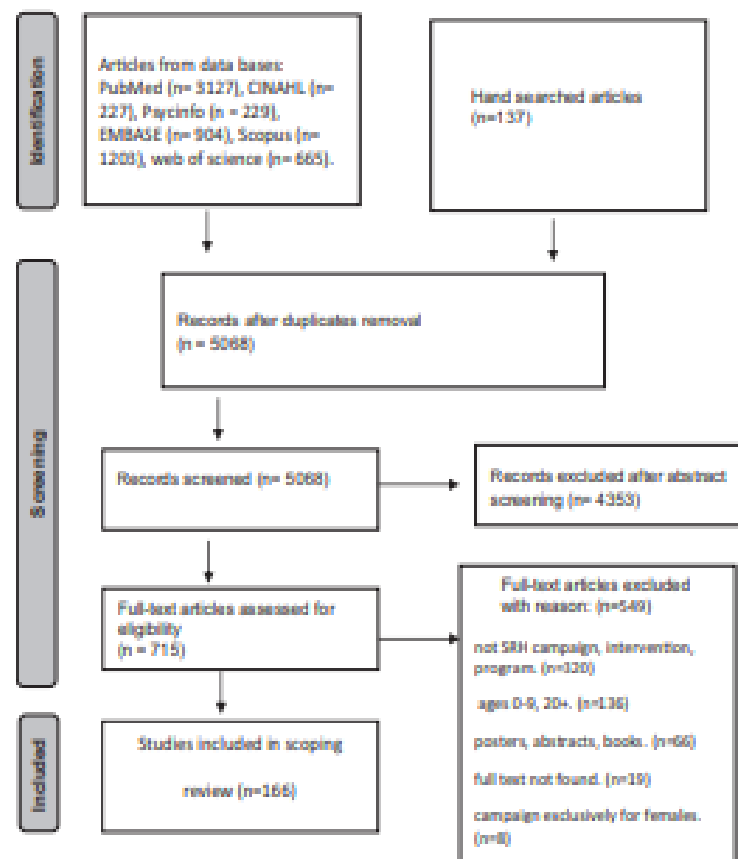 Identification
Articles from data bases:
PubMed (n= 3127), CINAHL (n=
227), Psycinfo (n = 229),
EMBASE (n= 904), Scopus (n=
1203), web of science (n= 665).
Hand searched articles
(n=137)
Screening
Records after duplicates removal
(n = 5068)
Records screened (n= 5068)
Records excluded after abstract
screening (n= 4353)
Full-text articles assessed for
eligibility
(n = 715)
Full-text articles excluded
with reason: (n=549)
not SRH campaign, intervention,
program. (n=320)
ages 0-9, 20+. (n=136)
posters, abstracts, books. (n=66)
full text not found. (n=19)
campaign exclusively for females.
(n=8)
Included
Studies included in scoping
review (n=166)